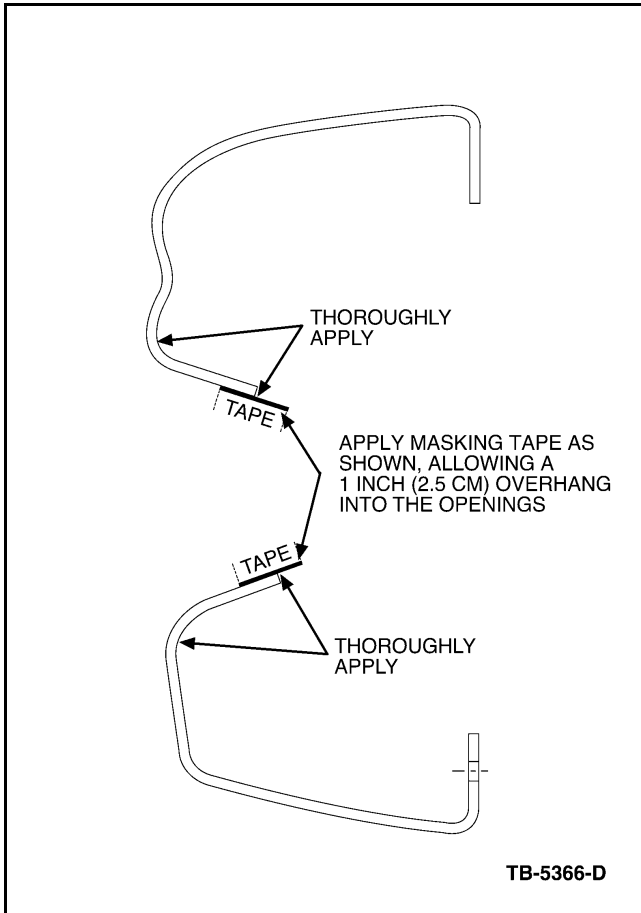 THOROUGHLY
APPLY
TAPE
APPLY MASKING TAPE AS
SHOWN, ALLOWING A
1 INCH (2.5 CM) OVERHANG
INTO THE OPENINGS
TAPE
THOROUGHLY
APPLY
TB-5366-D